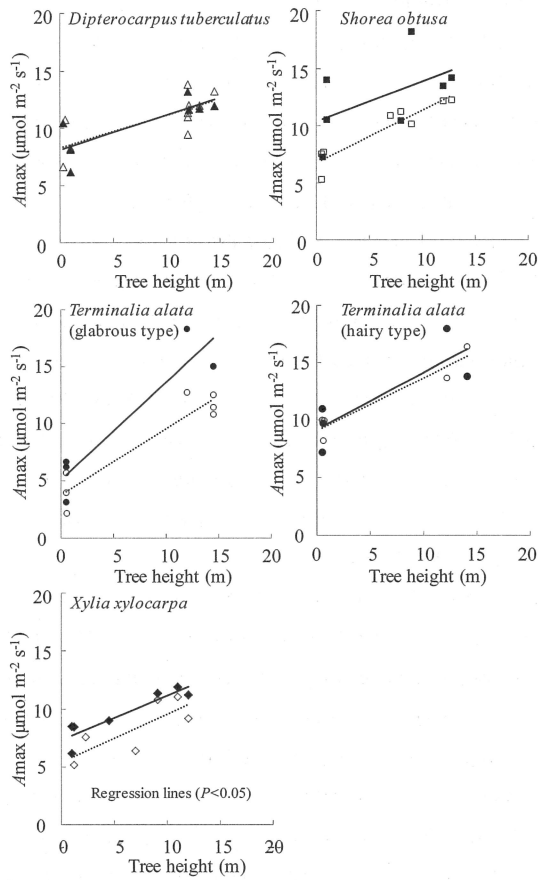 Dipterocarpus tuberculatus
Shorea obtusa
20
15
10
5
0
Amax (μmol m-2 s-1)
0 5 10 15 20
Tree height (m)
20
15
10
5
0
Amax (μmol m-2 s-1)
0 5 10 15 20
Tree height (m)
Terminalia alata
(glabrous type)
20
15
10
5
0
Amax (μmol m-2 s-1)
0 5 10 15 20
Tree height (m)
Terminalia alata
(hairy type)
20
15
10
5
0
Amax (μmol m-2 s-1)
0 5 10 15 20
Tree height (m)
Xylia xylocarpa
20
15
10
5
0
Amax (μmol m-2 s-1)
Regression lines (P<0.05)
0 5 10 15 20
Tree height (m)